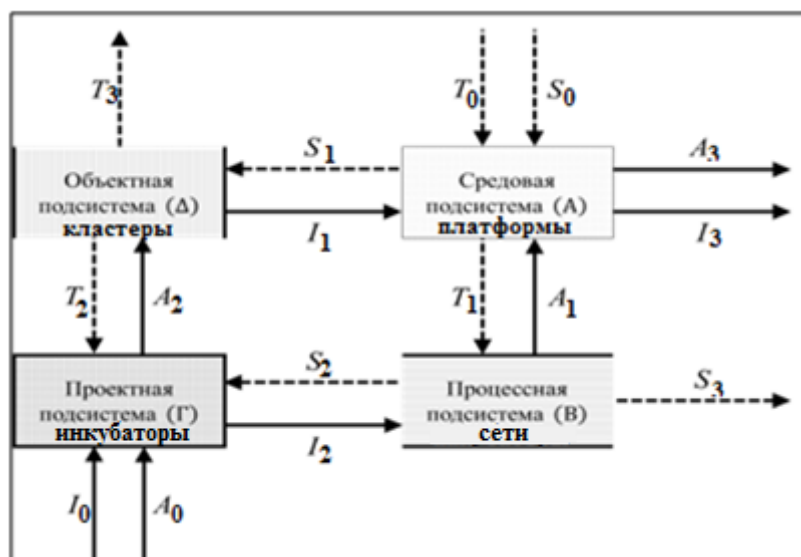 T3
T0
S0
Объектная
подсистема (Δ)
кластеры
S1
I1
Средовая
подсистема (А)
платформы
A3
I3
T2
A2
T1
A1
Проектная
подсистема (Г)
инкубаторы
S2
I2
Процессная
подсистема (В)
сети
S3
I0
A0